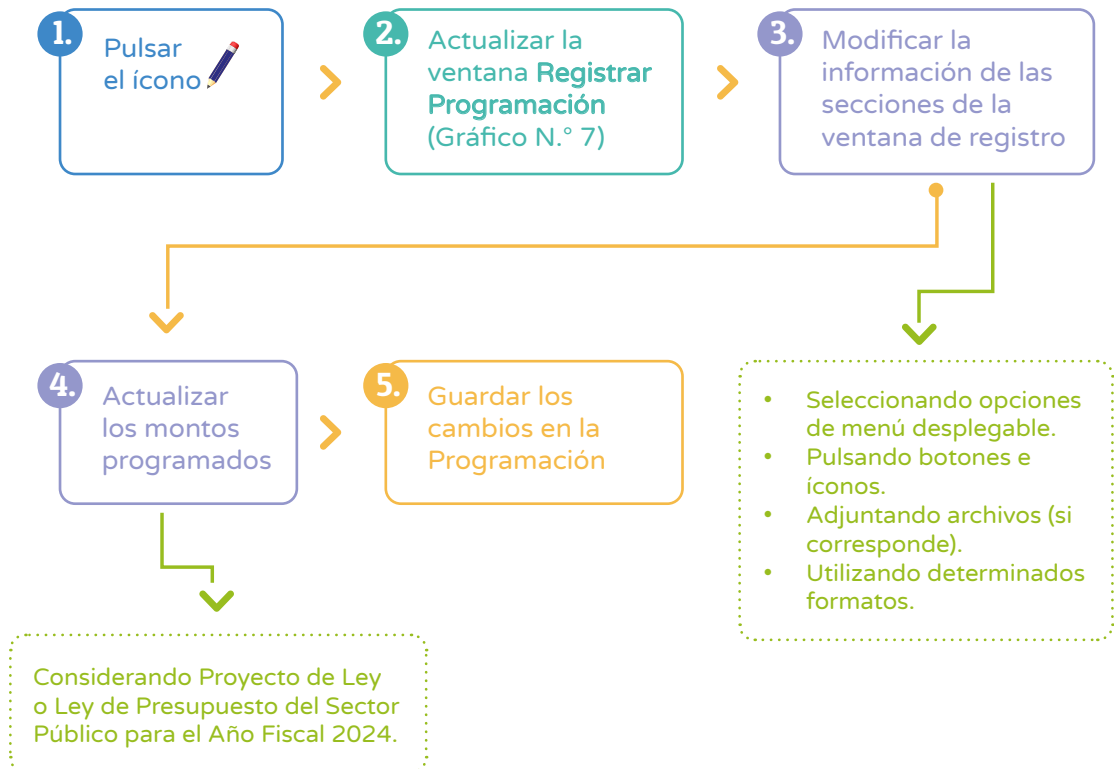 1.
Pulsar
el ícono
2.
Actualizar la
ventana Registrar
Programación
(Gráfico N.° 7)
3.
Modificar la
información de las
secciones de la
ventana de registro
4.
Actualizar
los montos
programados
5.
Guardar los
cambios en la
Programación
• Seleccionando opciones
de menú desplegable.
• Pulsando botones e
íconos.
• Adjuntando archivos (si
corresponde).
• Utilizando determinados
formatos.
Considerando Proyecto de Ley
o Ley de Presupuesto del Sector
Público para el Año Fiscal 2024.